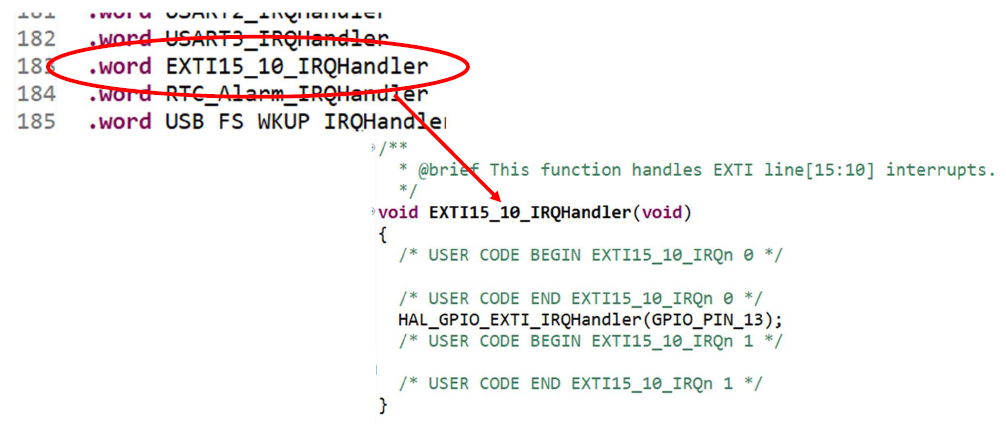 181 .word USART2_IRQHandler
182 .word USART3_IRQHandler
183 .word EXTI15_10_IRQHandler
184 .word RTC_Alarm_IRQHandler
185 .word USB FS WKUP IRQHandler
/**
* @brief This function handles EXTI line[15:10] interrupts.
*/
void EXTI15_10_IRQHandler(void)
{
/* USER CODE BEGIN EXTI15_10_IRQn 0 */
/* USER CODE END EXTI15_10_IRQn 0 */
HAL_GPIO_EXTI_IRQHandler(GPIO_PIN_13);
/* USER CODE BEGIN EXTI15_10_IRQn 1 */
/* USER CODE END EXTI15_10_IRQn 1 */
}